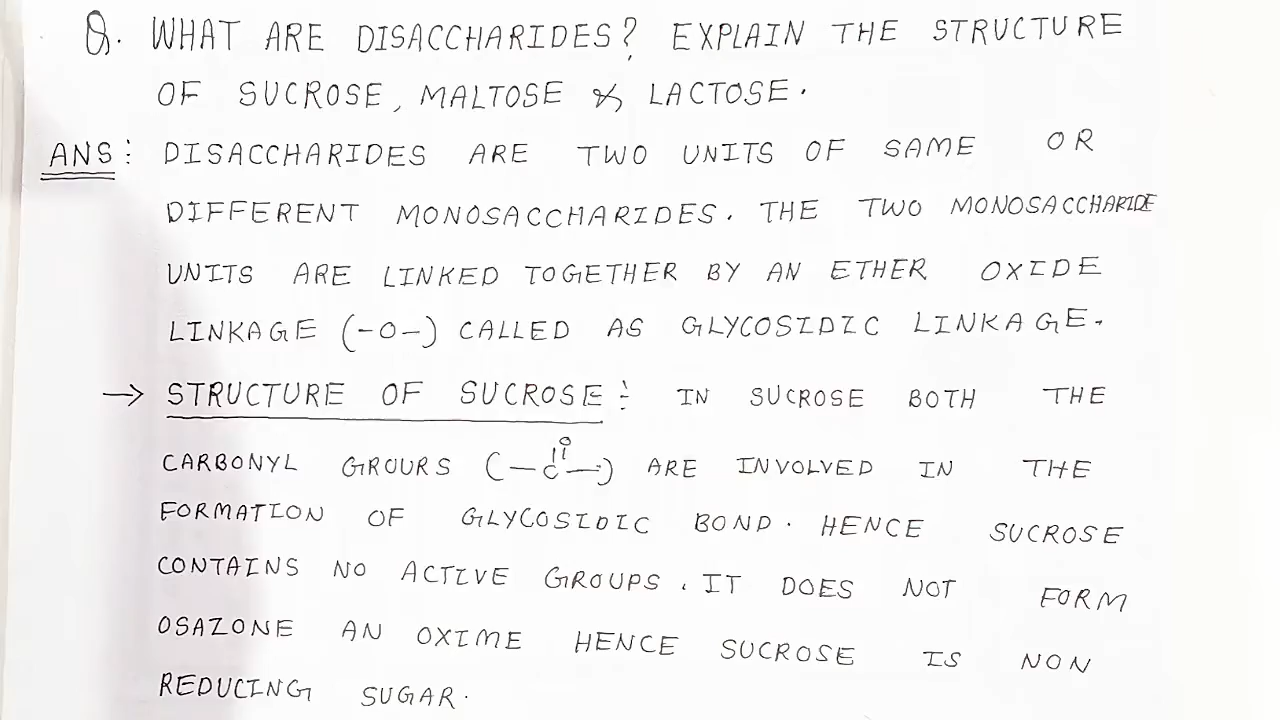 Q. WHAT ARE DISACCHARIDES? EXPLAIN THE STRUCTURE
OF SUCROSE, MALTOSE & LACTOSE.
ANS: DISACCHARIDES ARE TWO UNITS OF SAME OR
DIFFERENT MONOSACCHARIDES. THE TWO MONOSACCHARIDE
UNITS ARE LINKED TOGETHER BY AN ETHER OXIDE
LINKAGE (-O-) CALLED AS GLYCOSIDIC LINKAGE.
→ STRUCTURE OF SUCROSE: IN SUCROSE BOTH THE
CARBONYL GROURS (-C(=O)-) ARE INVOLVED IN THE
FORMATION OF GLYCOSIDIC BOND. HENCE SUCROSE
CONTAINS NO ACTIVE GROUPS. IT DOES NOT FORM
OSAZONE AN OXIME HENCE SUCROSE IS NON
REDUCING SUGAR.